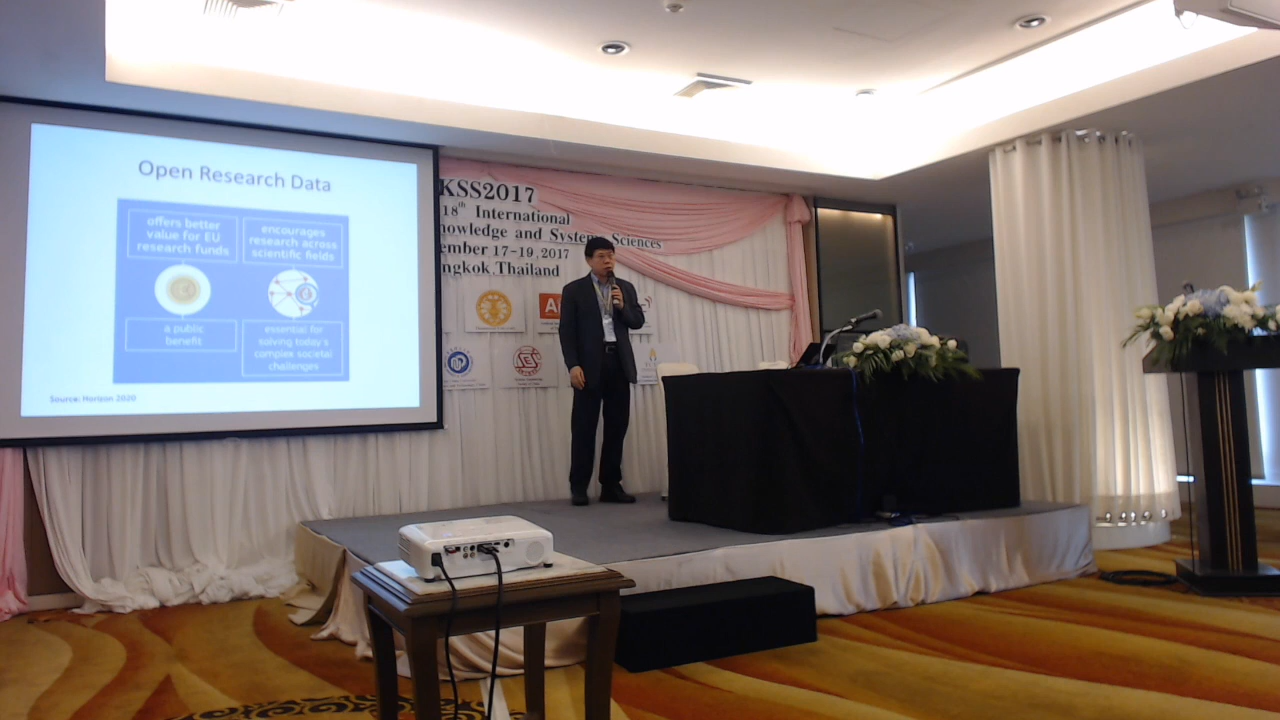 Open Research Data
offers better
value for EU
research funds
encourages
research across
scientific fields
a public
benefit
essential for
solving today's
complex societal
challenges
Source: Horizon 2020
KSS2017
18th International
nowledge and Systems Sciences
ember 17-19, 2017
ngkok, Thailand